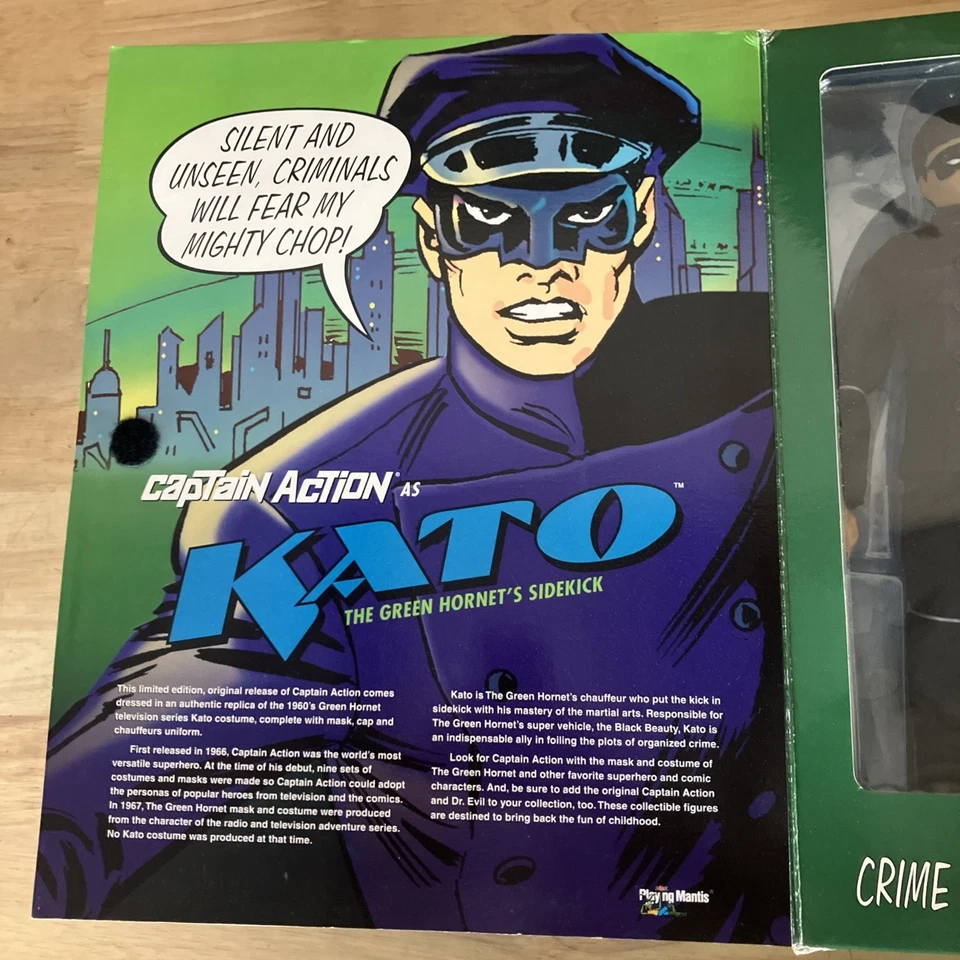 SILENT AND
UNSEEN, CRIMINALS
WILL FEAR MY
MIGHTY CHOP!
CAPTAIN ACTION® AS
KATO™
THE GREEN HORNET'S SIDEKICK
This limited edition, original release of Captain Action comes
dressed in an authentic replica of the 1960's Green Hornet
television series Kato costume, complete with mask, cap and
chauffeurs uniform.
First released in 1966, Captain Action was the world's most
versatile superhero. At the time of his debut, nine sets of
costumes and masks were made so Captain Action could adopt
the personas of popular heroes from television and the comics.
In 1967, The Green Hornet mask and costume were produced
from the character of the radio and television adventure series.
No Kato costume was produced at that time.
Kato is The Green Hornet's chauffeur who put the kick in
sidekick with his mastery of the martial arts. Responsible for
The Green Hornet's super vehicle, the Black Beauty, Kato is
an indispensable ally in foiling the plots of organized crime.
Look for Captain Action with the mask and costume of
The Green Hornet and other favorite superhero and comic
characters. And, be sure to add the original Captain Action
and Dr. Evil to your collection, too. These collectible figures
are destined to bring back the fun of childhood.
Playing Mantis
CRIME